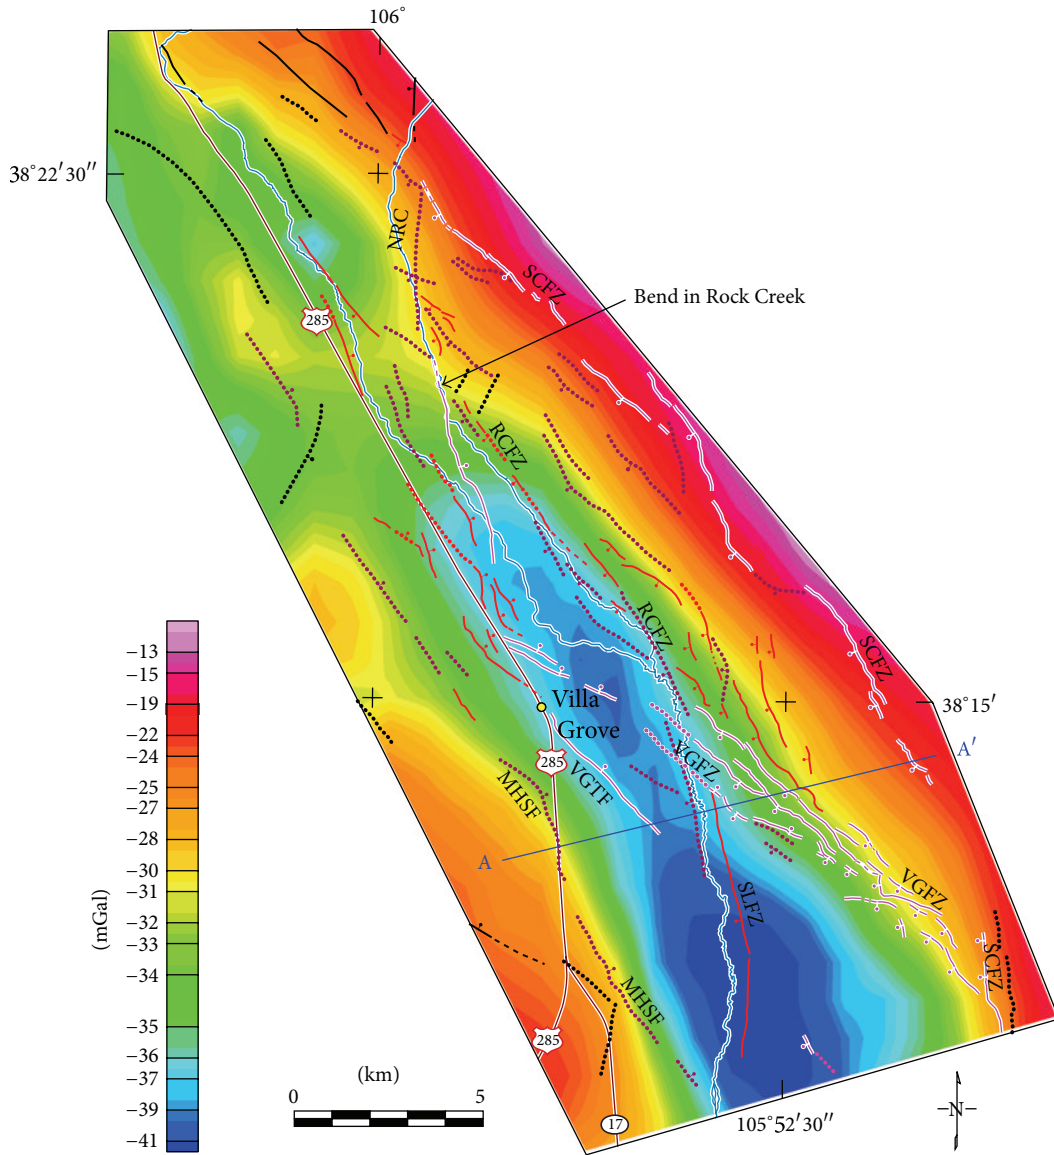 106°
38°22′30″
NRC
SCFZ
Bend in Rock Creek
285
RCFZ
RCFZ
SCFZ
38°15′
Villa
Grove
A′
VGFZ
285
VGTF
MHSF
A
VGFZ
SLFZ
SCFZ
MHSF
285
17
105°52′30″
-N-
(km)
0
5
(mGal)
−13
−15
−19
−22
−24
−25
−27
−28
−30
−31
−32
−33
−34
−35
−36
−37
−39
−41